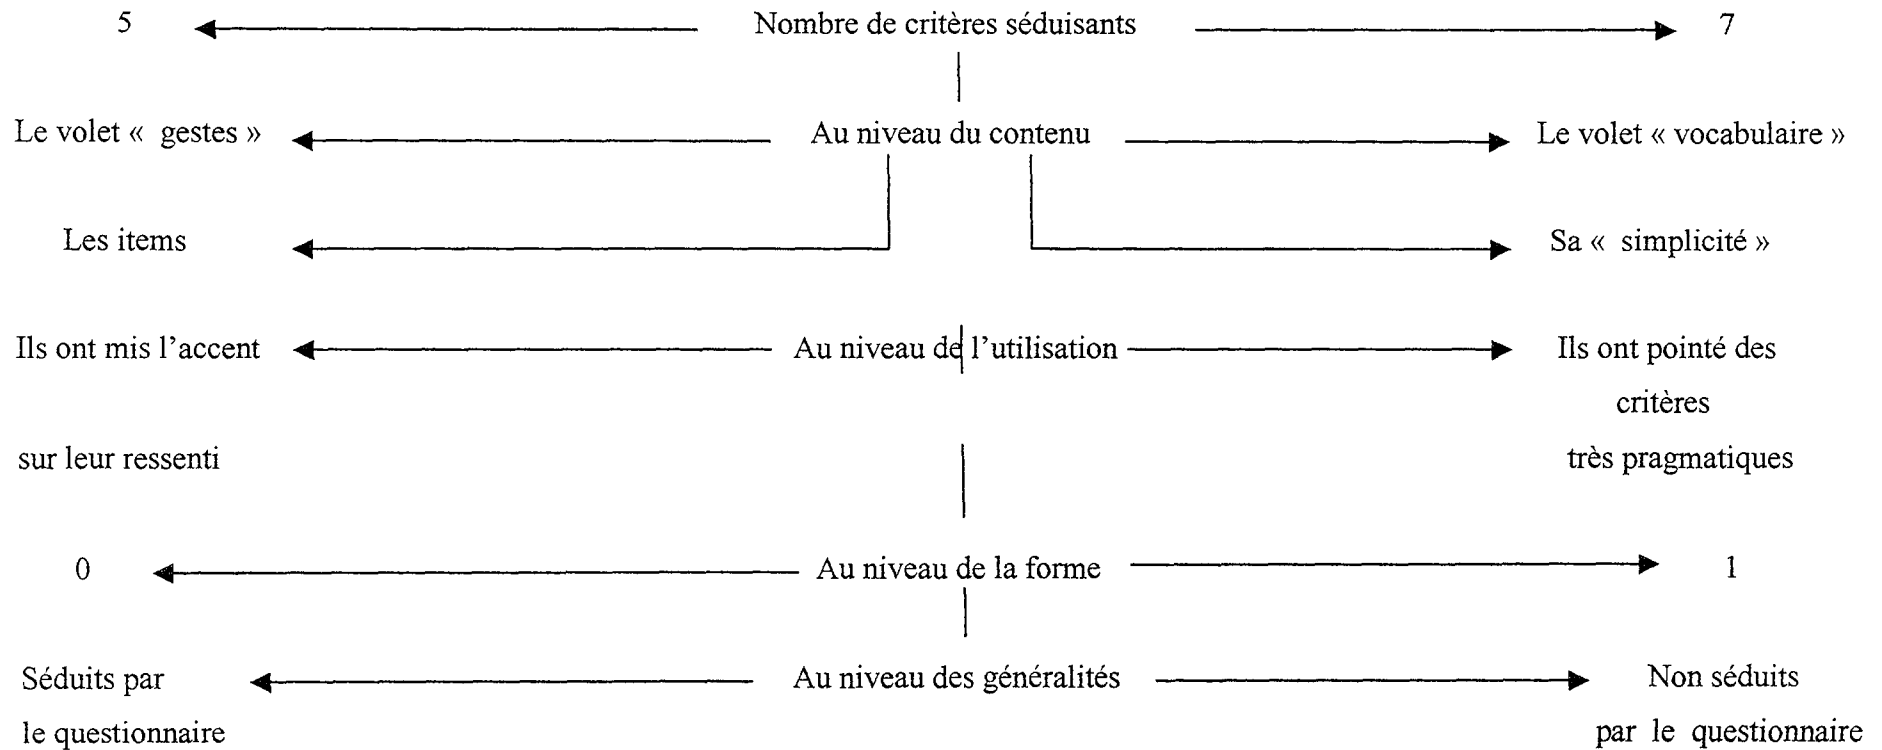 5 Nombre de critères séduisants 7
Le volet « gestes » Au niveau du contenu Le volet « vocabulaire »
Les items Sa « simplicité »
Ils ont mis l’accent Au niveau de l’utilisation Ils ont pointé des
critères
sur leur ressenti très pragmatiques
0 Au niveau de la forme 1
Séduits par Au niveau des généralités Non séduits
le questionnaire par le questionnaire